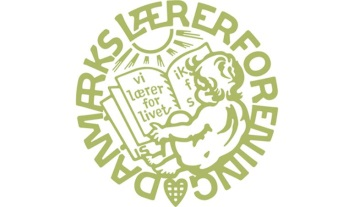 DANMARKS LÆRERFORENING
vi
lærer
for
livet
ik
f
s